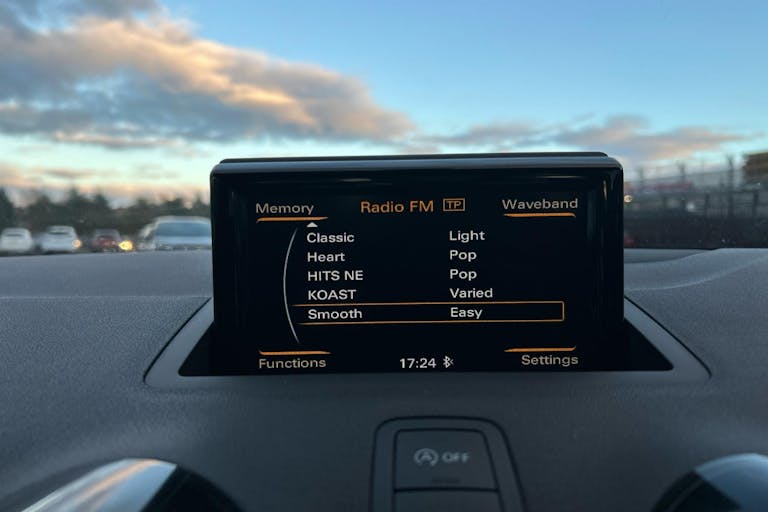 Memory Radio FM TP Waveband
Classic Light
Heart Pop
HITS NE Pop
KOAST Varied
Smooth Easy
Functions 17:24 Settings
A OFF